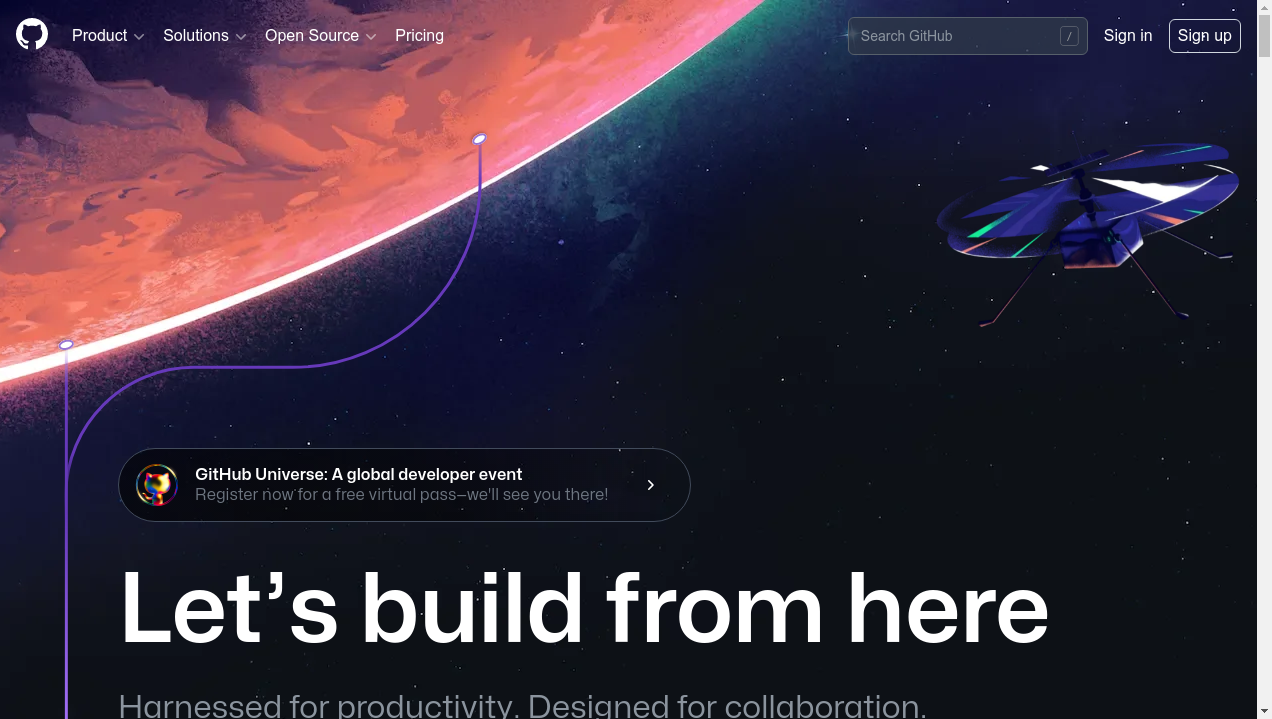 Product
Solutions
Open Source
Pricing
Search GitHub
/
Sign in
Sign up
GitHub Universe: A global developer event
Register now for a free virtual pass—we'll see you there!
Let’s build from here
Harnessed for productivity. Designed for collaboration.